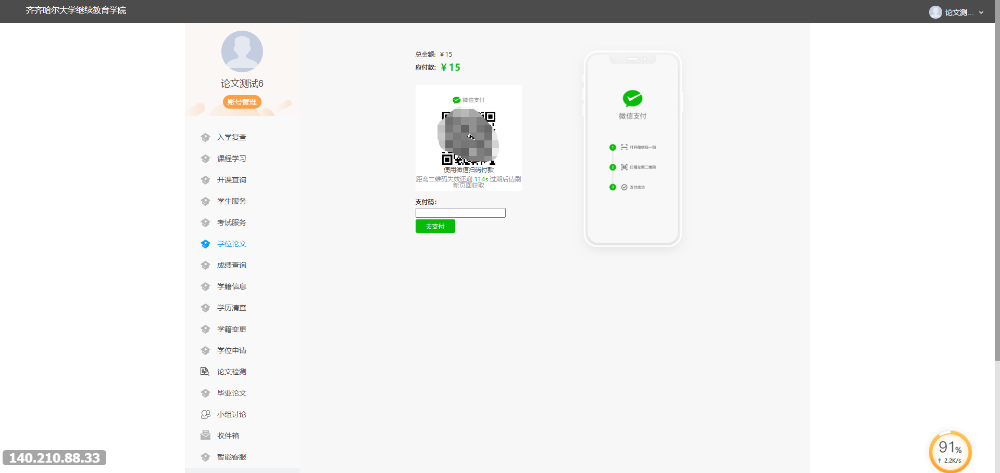 齐齐哈尔大学继续教育学院
论文测...
论文测试6
账号管理
入学复查
课程学习
开课查询
学生服务
考试服务
学位论文
成绩查询
学籍信息
学历清查
学籍变更
学位申请
论文检测
毕业论文
小组讨论
收件箱
智能客服
总金额: ¥15
应付款: ¥15
微信支付
使用微信扫码付款
距离二维码失效还剩 114s 过期后请刷
新页面获取
支付码：
去支付
微信支付
1 打开微信扫一扫
2 扫描左侧二维码
3 支付成功
140.210.88.33
91%
2.2K/s